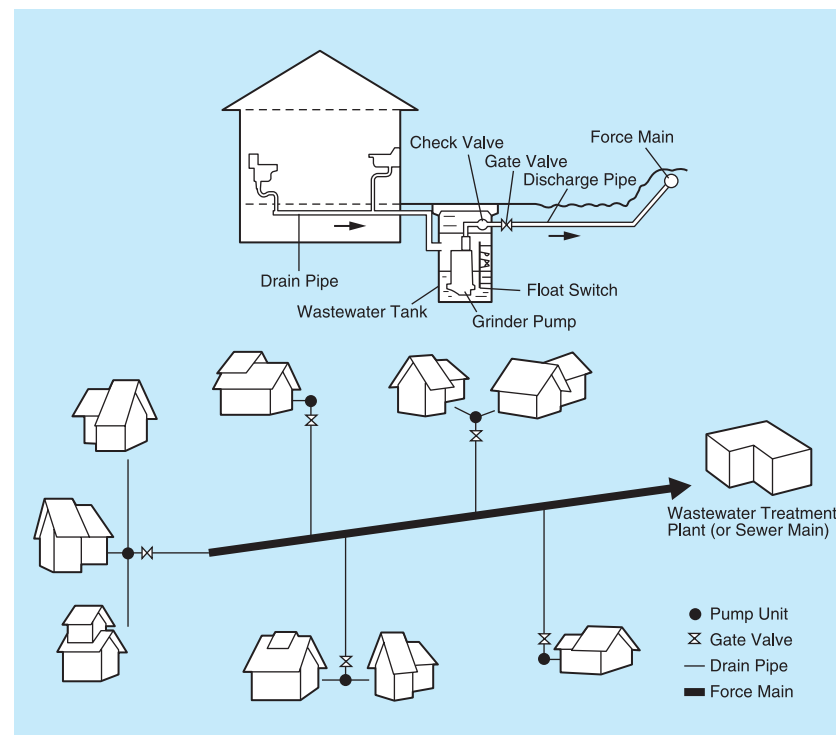 Force Main
Check Valve
Gate Valve
Discharge Pipe
Drain Pipe
Float Switch
Wastewater Tank
Grinder Pump
Wastewater Treatment
Plant (or Sewer Main)
Pump Unit
Gate Valve
Drain Pipe
Force Main